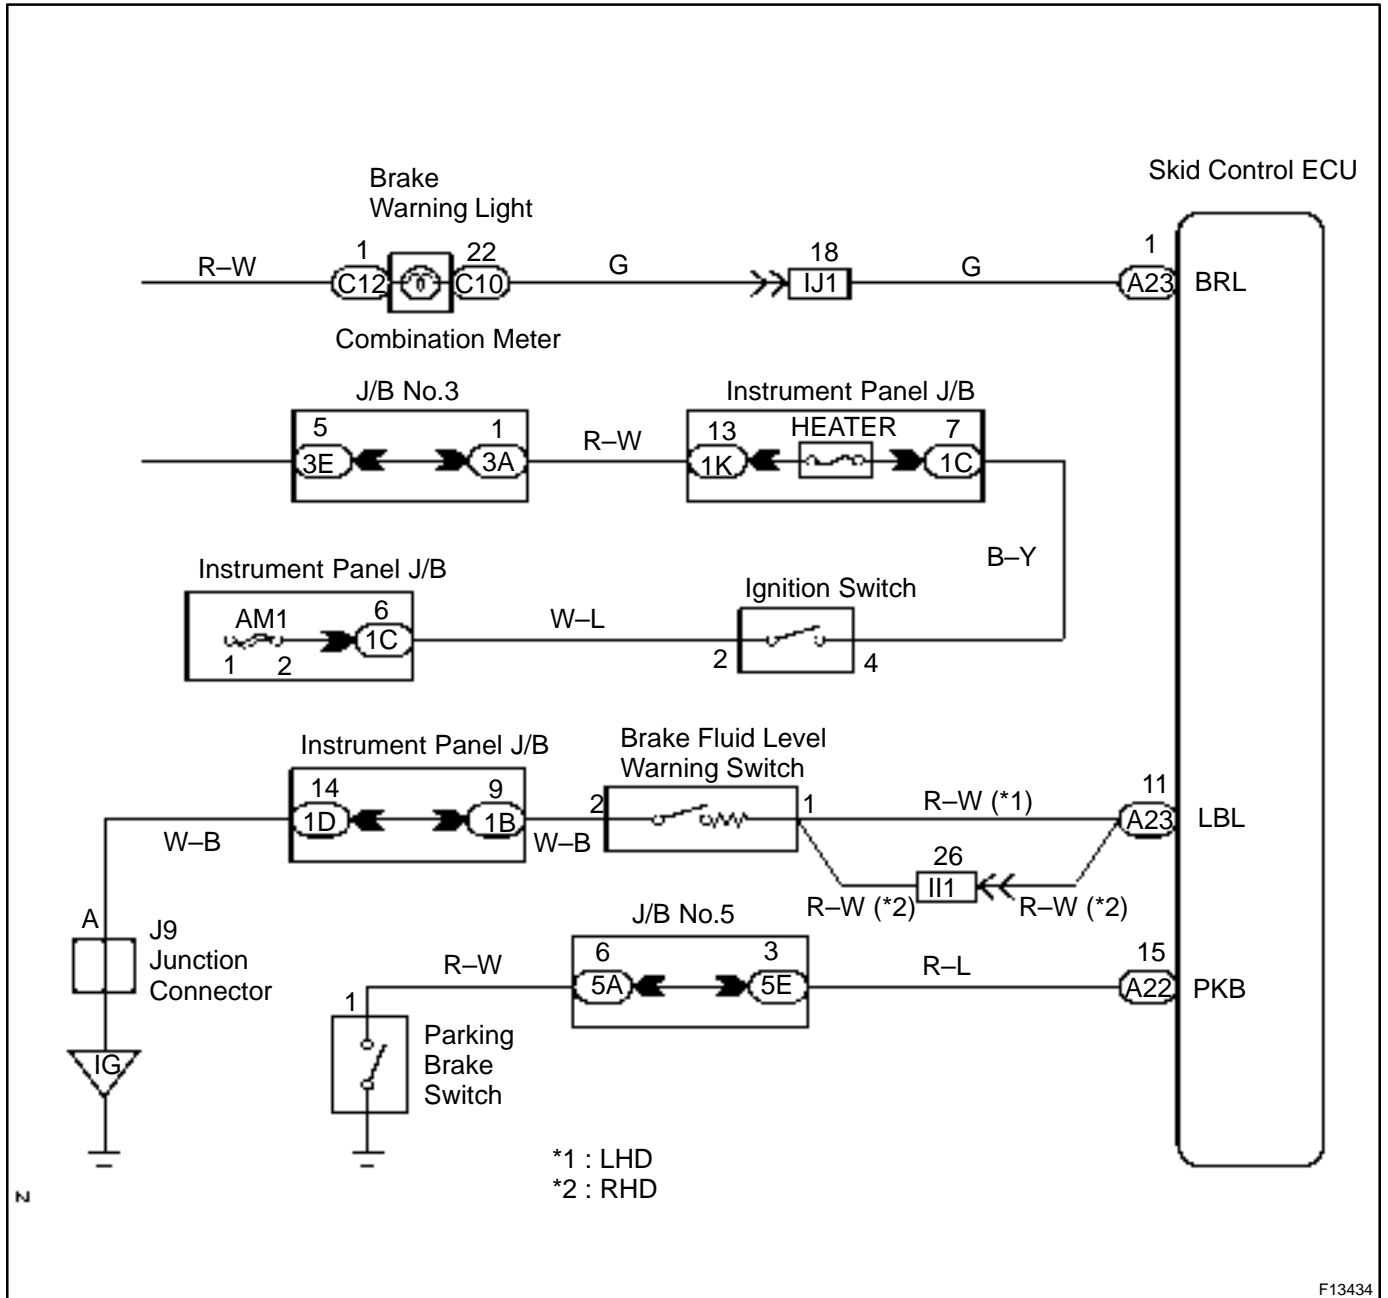 Skid Control ECU
Brake
Warning Light
1
22
18
1
R–W
C12
C10
G
IJ1
G
A23
BRL
Combination Meter
J/B No.3
Instrument Panel J/B
5
1
R–W
13
HEATER
7
3E
3A
1K
1C
B–Y
Instrument Panel J/B
Ignition Switch
AM1
6
1C
W–L
1
2
2
4
Instrument Panel J/B
Brake Fluid Level
Warning Switch
14
9
2
1
R–W (*1)
11
1D
1B
A23
LBL
W–B
W–B
26
II1
R–W (*2)
R–W (*2)
A
J9
Junction
Connector
J/B No.5
R–W
6
3
R–L
15
5A
5E
A22
PKB
1
Parking
Brake
Switch
IG
*1 : LHD
*2 : RHD
N
F13434